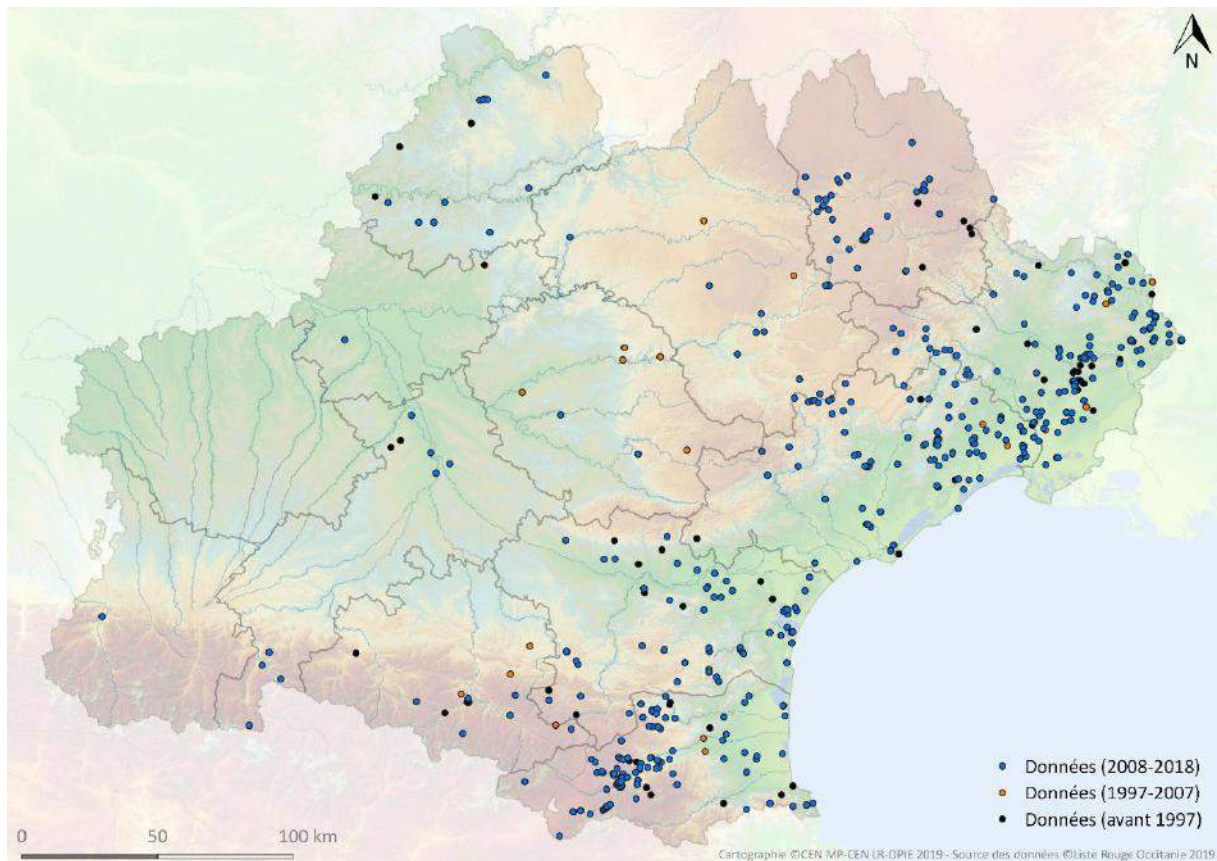 N
Données (2008-2018)
Données (1997-2007)
Données (avant 1997)
0 50 100 km
Cartographie ©CEN MP-CEN LR-OPIE 2019 - Source des données ©Liste Rouge Occitanie 2019